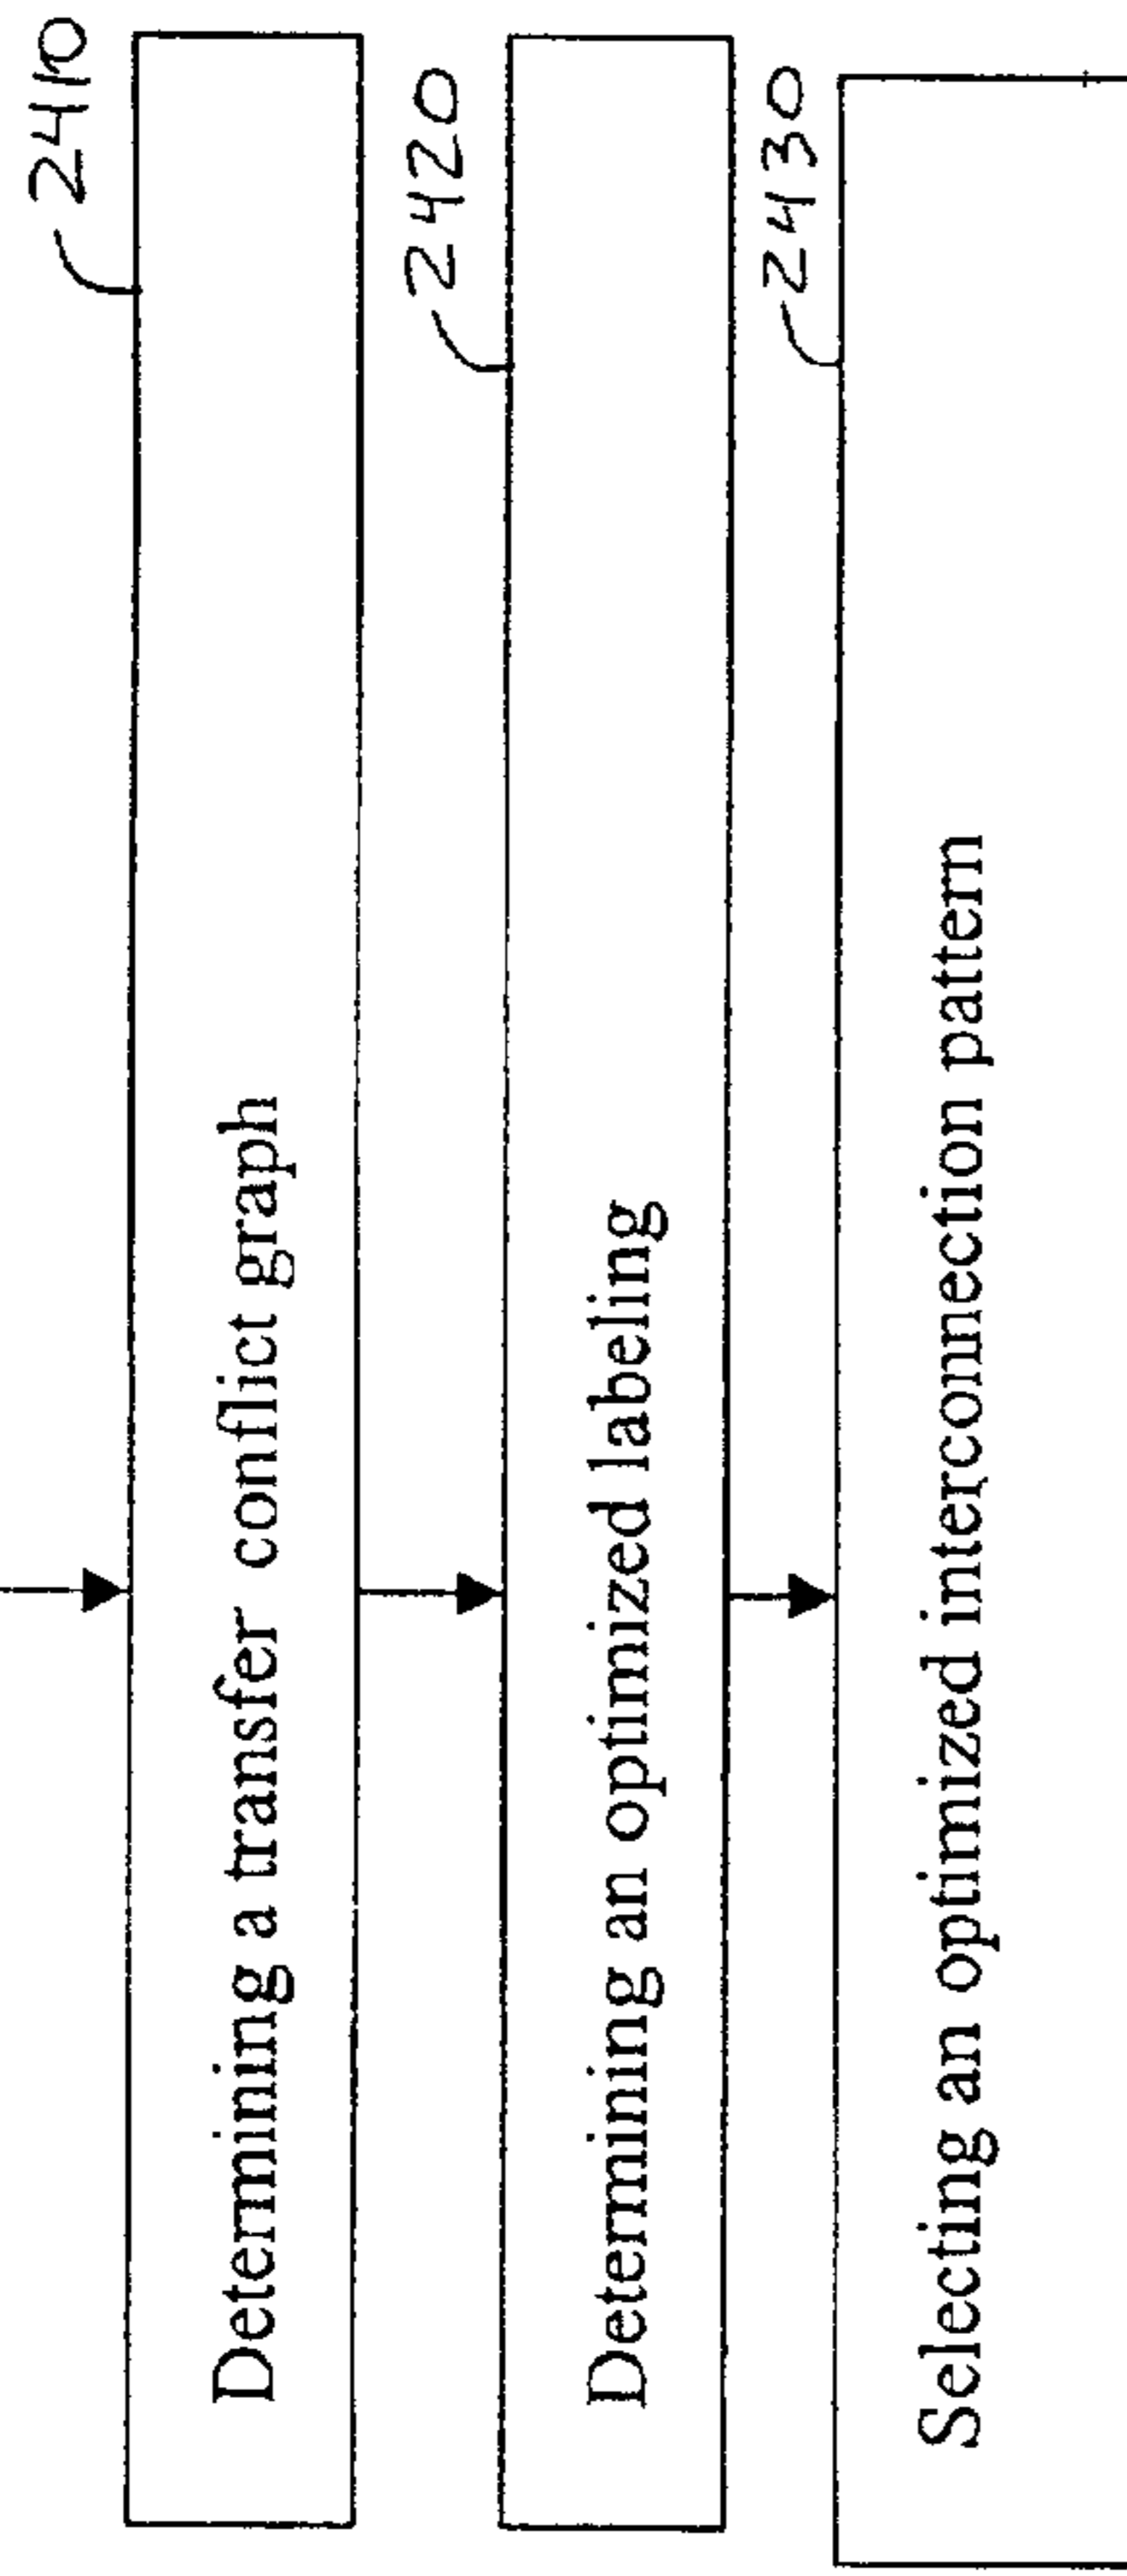 2410
Determining a transfer conflict graph
2420
Determining an optimized labeling
2430
Selecting an optimized interconnection pattern